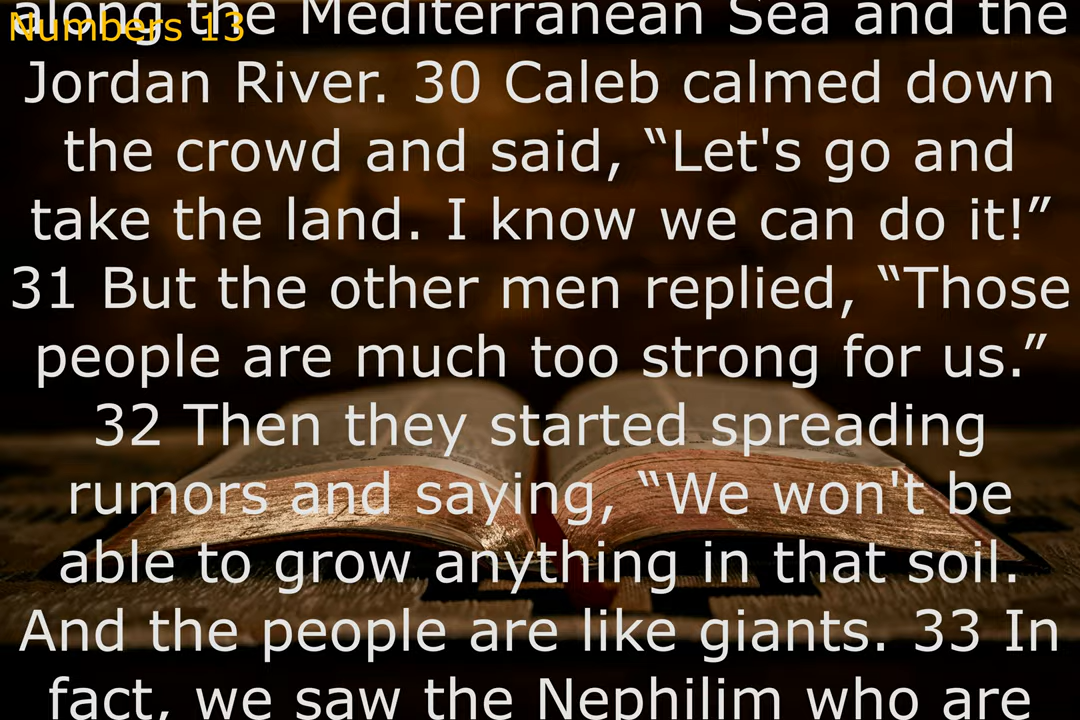 along the Mediterranean Sea and the
Numbers 13
Jordan River. 30 Caleb calmed down
the crowd and said, “Let's go and
take the land. I know we can do it!”
31 But the other men replied, “Those
people are much too strong for us.”
32 Then they started spreading
rumors and saying, “We won't be
able to grow anything in that soil.
And the people are like giants. 33 In
fact, we saw the Nephilim who are